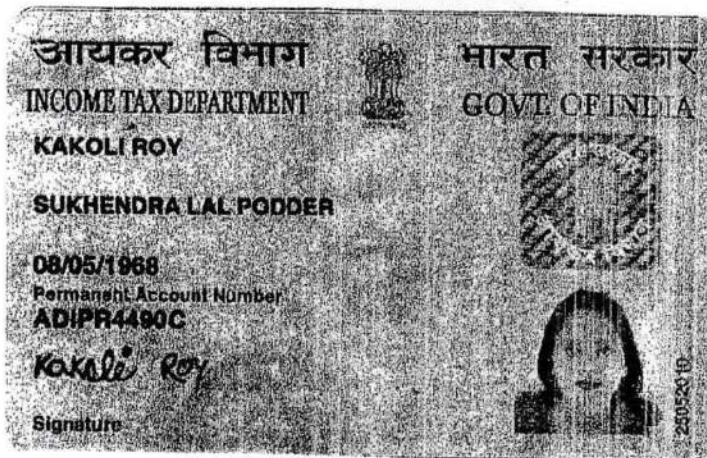 आयकर विभाग
भारत सरकार
INCOME TAX DEPARTMENT
GOVT. OF INDIA
KAKOLI ROY
SUKHENDRA LAL PODDER
08/05/1968
Permanent Account Number
ADIPR4490C
Kakoli Roy
Signature
25052010